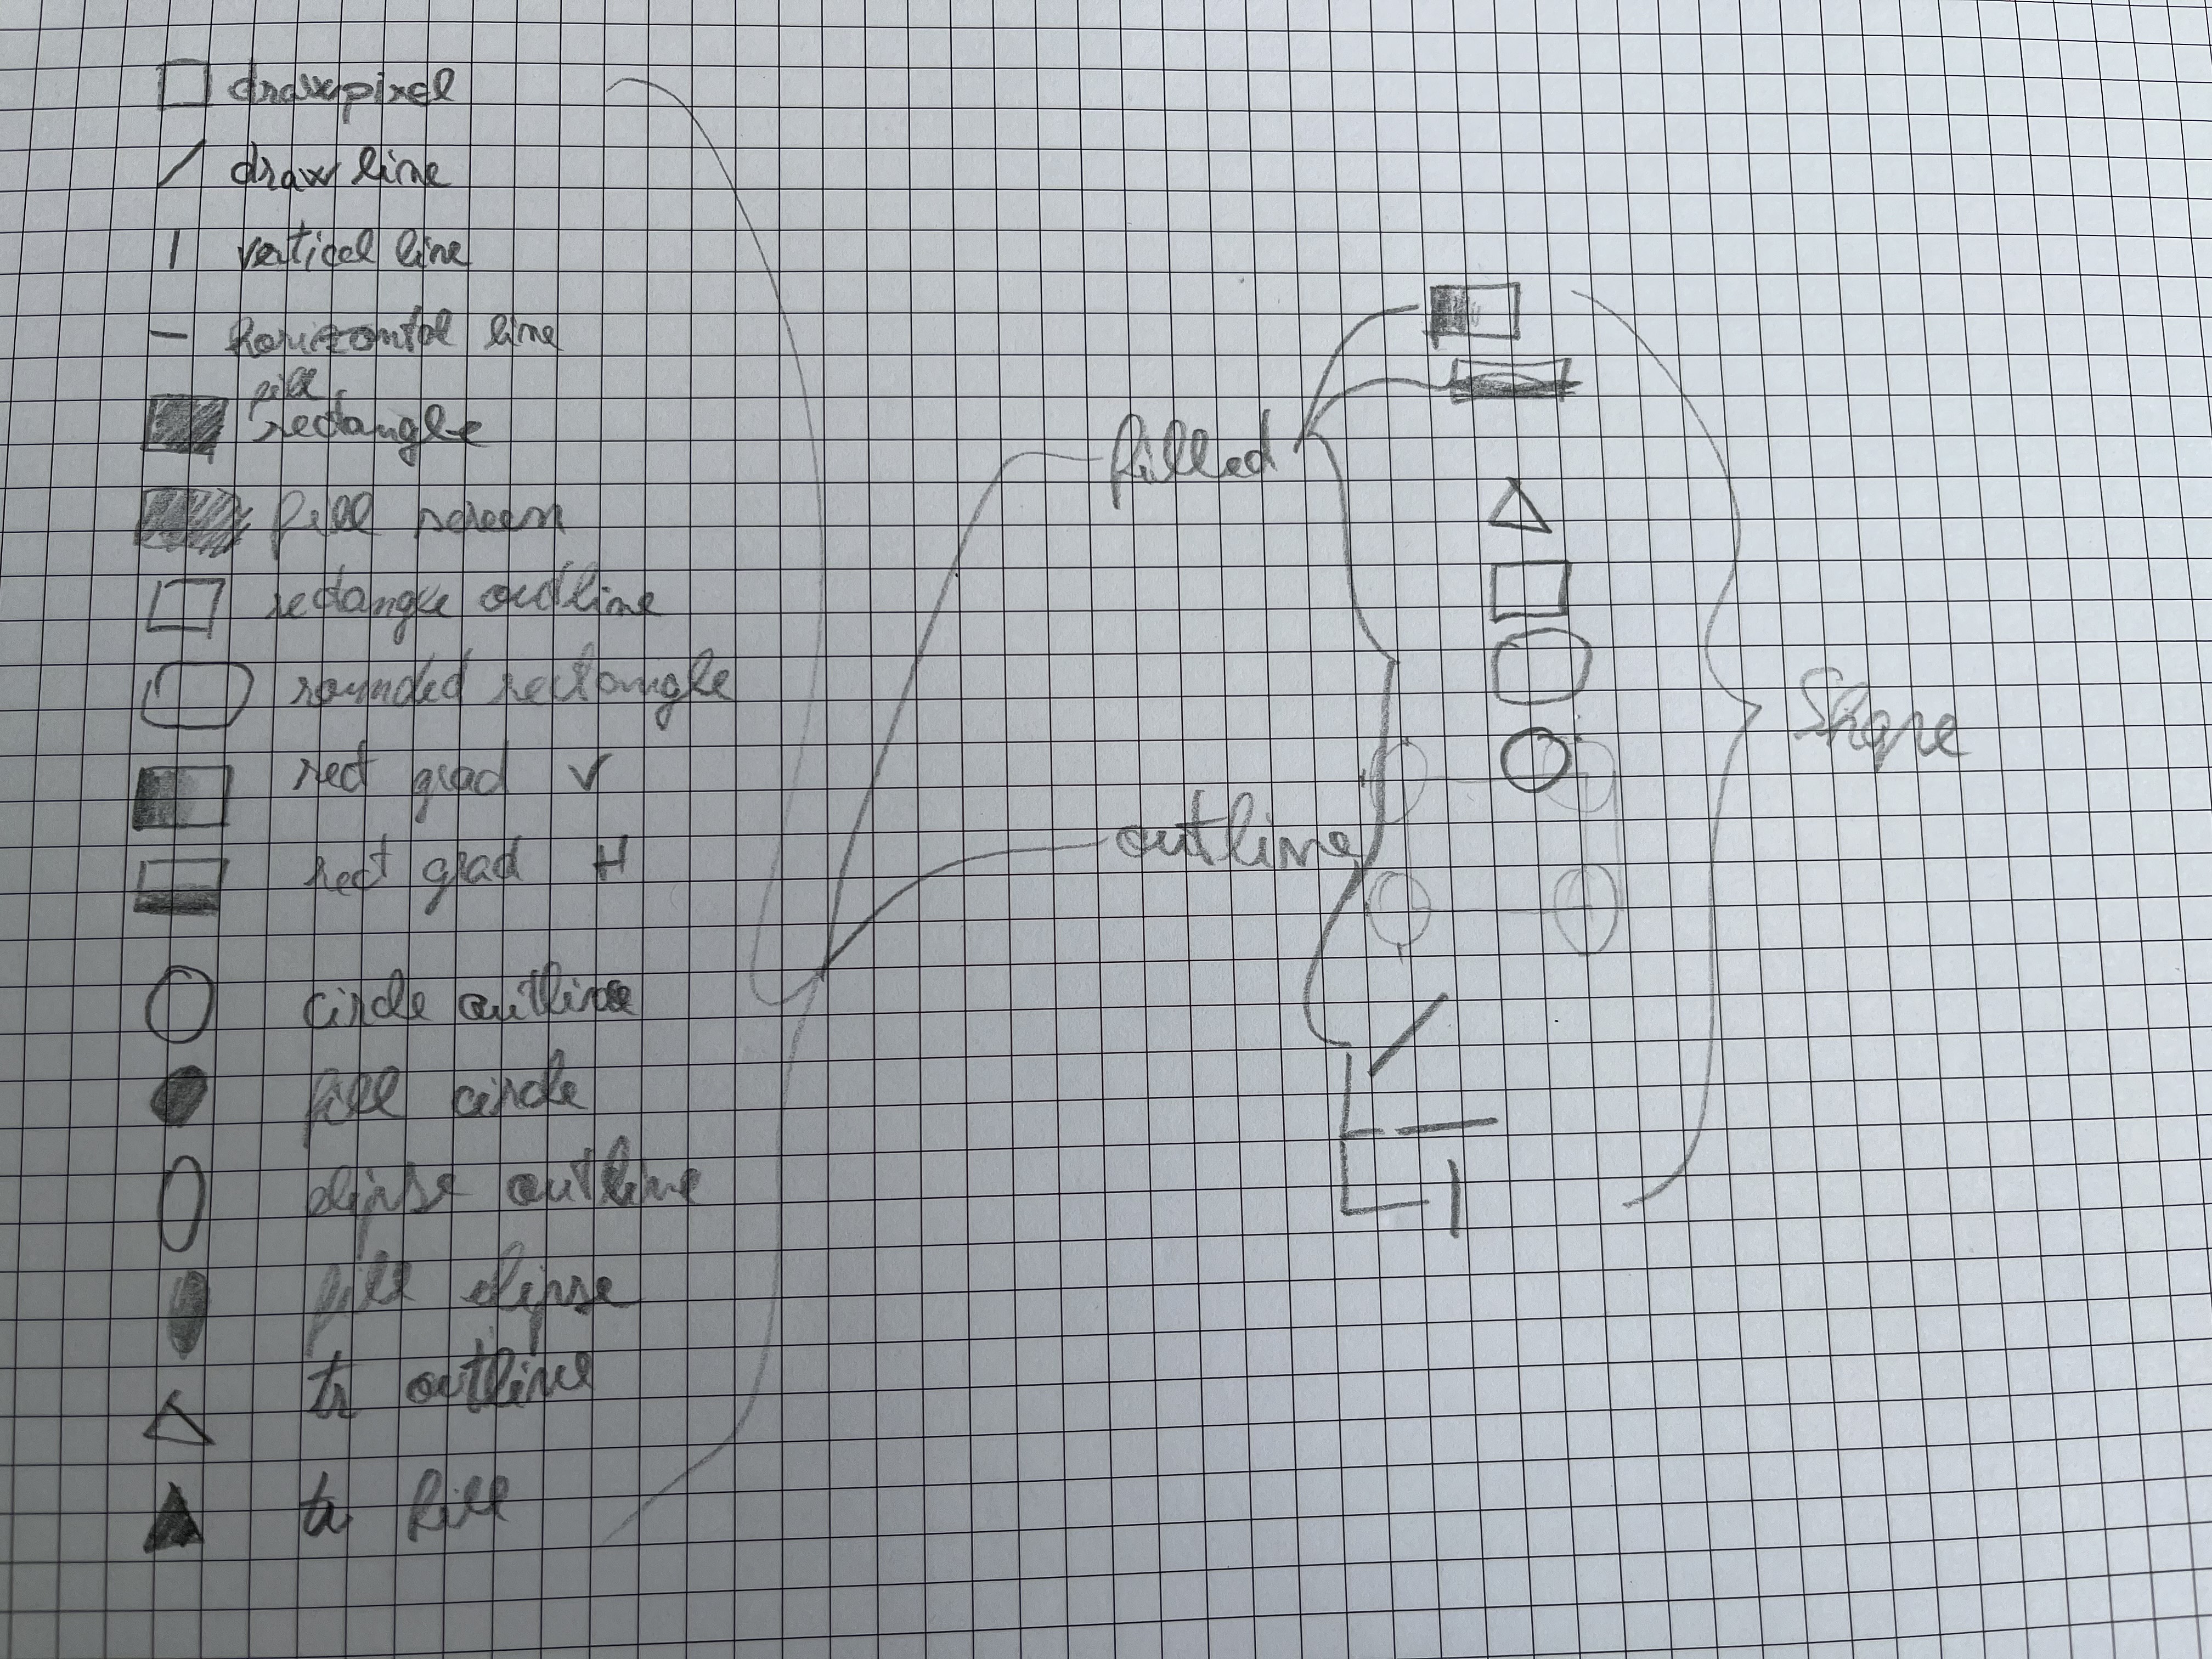 drawpixel
draw line
vertical line
horizontal line
fill
rectangle
fill screen
rectangle outline
rounded rectangle
rect grad V
rect grad H
circle outline
fill circle
elipse outline
fill elipse
tr outline
tr fill
filled
outline
Shape